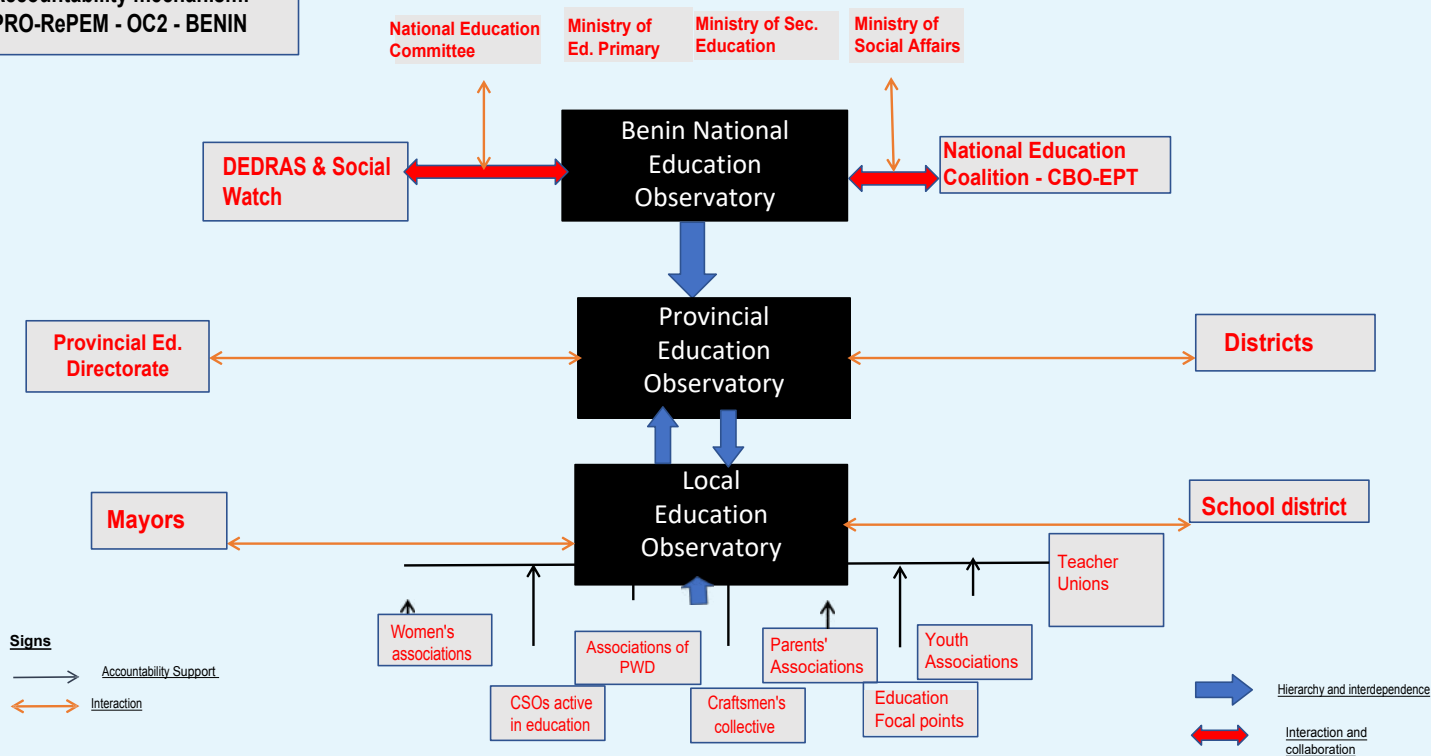 Accountability mechanism:
PRO-RePEM - OC2 - BENIN
National Education
Committee
Ministry of
Ed. Primary
Ministry of Sec.
Education
Ministry of
Social Affairs
DEDRAS & Social
Watch
Benin National
Education
Observatory
National Education
Coalition - CBO-EPT
Provincial Ed.
Directorate
Provincial
Education
Observatory
Districts
Mayors
Local
Education
Observatory
School district
Teacher
Unions
Women's
associations
CSOs active
in education
Associations of
PWD
Craftsmen's
collective
Parents'
Associations
Education
Focal points
Youth
Associations
Signs
Accountability Support
Interaction
Hierarchy and interdependence
Interaction and
collaboration